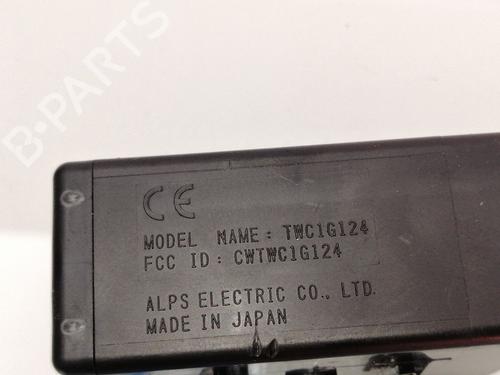 B-PARTS
CE
MODEL NAME : TWC1G124
FCC ID : CWTWC1G124
ALPS ELECTRIC CO., LTD.
MADE IN JAPAN